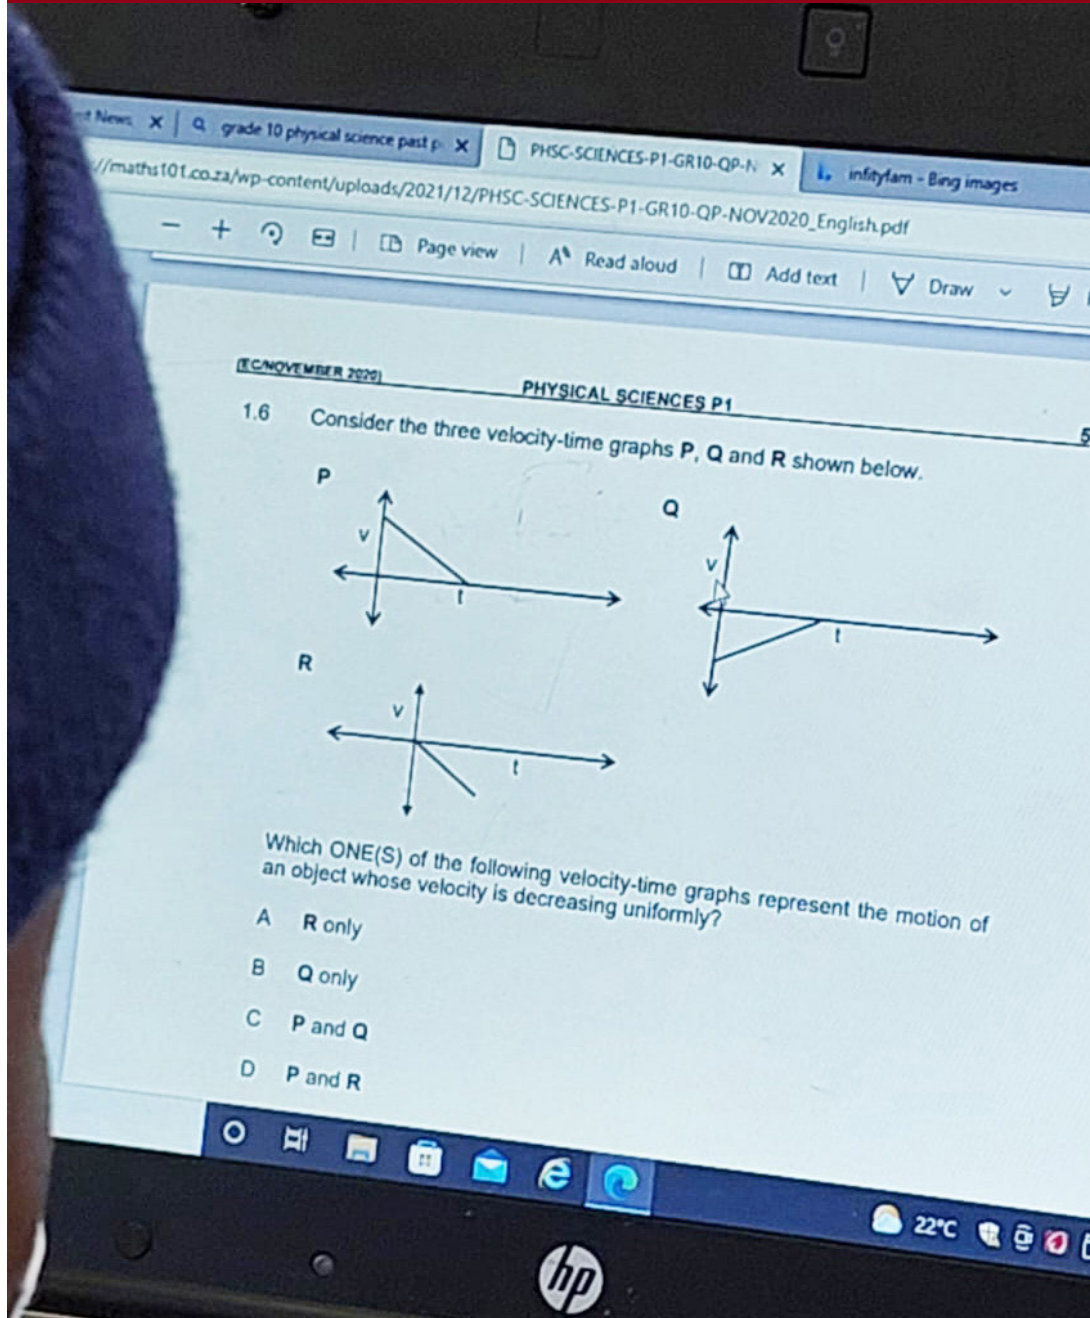 News
grade 10 physical science past p
PHSC-SCIENCES-P1-GR10-QP-N
infityfam - Bing images
//maths101.co.za/wp-content/uploads/2021/12/PHSC-SCIENCES-P1-GR10-QP-NOV2020_English.pdf
Page view
Read aloud
Add text
Draw
(EC/NOVEMBER 2020)
PHYSICAL SCIENCES P1
5
1.6 Consider the three velocity-time graphs P, Q and R shown below.
P
v
t
Q
v
t
R
v
t
Which ONE(S) of the following velocity-time graphs represent the motion of
an object whose velocity is decreasing uniformly?
A R only
B Q only
C P and Q
D P and R
22°C
hp